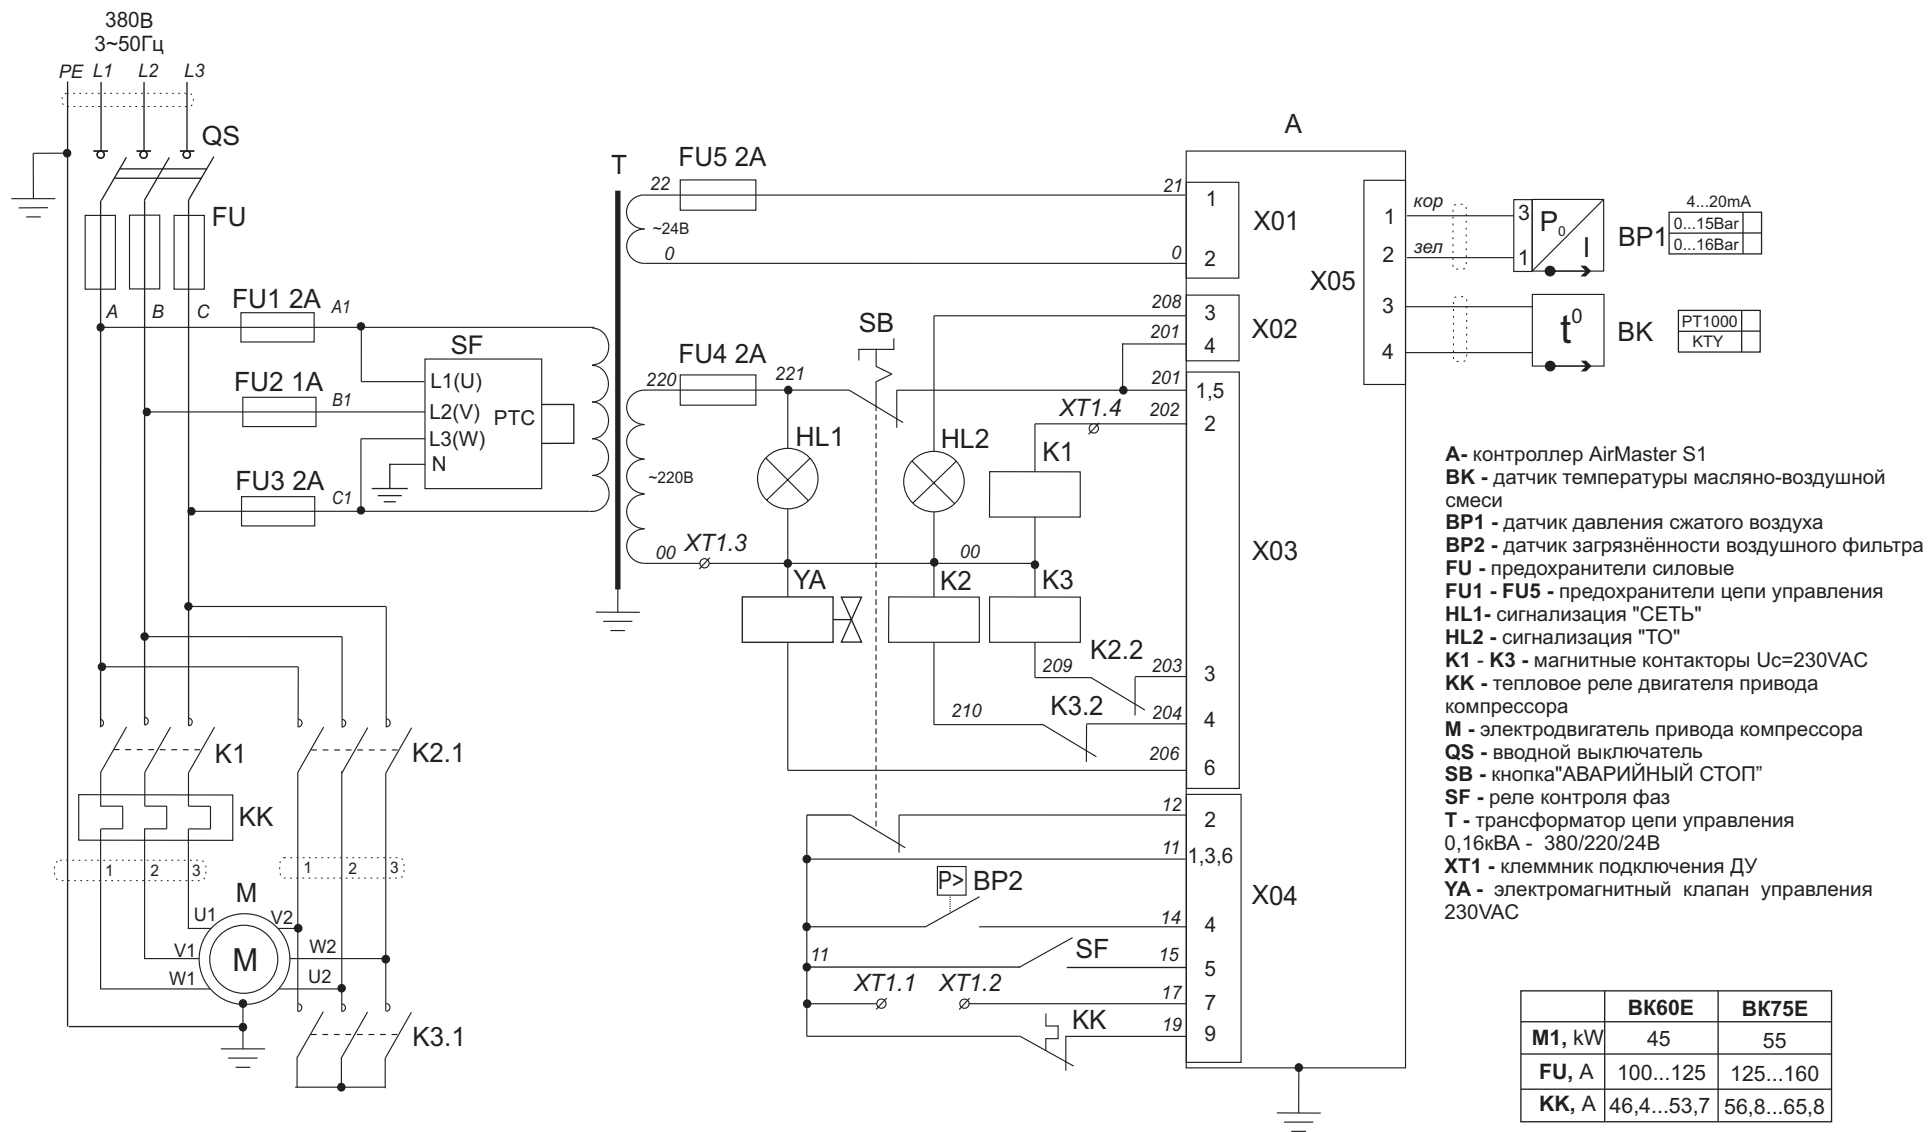 380В
3~50Гц
PE L1 L2 L3
QS
FU
A B C
FU1 2A A1
FU2 1A B1
FU3 2A C1
SF
L1(U)
L2(V) PTC
L3(W)
N
T
22 FU5 2A 21
~24В
0 0
220 FU4 2A 221
~220В
00 XT1.3 00
SB
HL1
HL2
K1
XT1.4
YA
K2
K3
209 K2.2 203
210 K3.2 204
206
208
201
201
202
A
X01
1
2
X02
3
4
X03
1,5
2
3
4
6
X04
12 2
11 1,3,6
P> BP2
14 4
11 SF 15 5
XT1.1 XT1.2 17 7
KK 19 9
X05
1 кор
2 зел
3
4
3 P0
1 I
BP1
4...20mA
0...15Bar
0...16Bar
t0 BK
PT1000
KTY
K1
K2.1
KK
1 2 3
1 2 3
M
U1 V2
V1 M W2
W1 U2
K3.1
A- контроллер AirMaster S1
BK - датчик температуры масляно-воздушной
смеси
BP1 - датчик давления сжатого воздуха
BP2 - датчик загрязнённости воздушного фильтра
FU - предохранители силовые
FU1 - FU5 - предохранители цепи управления
HL1- сигнализация "СЕТЬ"
HL2 - сигнализация "ТО"
K1 - K3 - магнитные контакторы Uc=230VAC
KK - тепловое реле двигателя привода
компрессора
M - электродвигатель привода компрессора
QS - вводной выключатель
SB - кнопка"АВАРИЙНЫЙ СТОП”
SF - реле контроля фаз
T - трансформатор цепи управления
0,16кВА - 380/220/24В
XT1 - клеммник подключения ДУ
YA - электромагнитный клапан управления
230VAC
ВК60Е ВК75Е
M1, kW 45 55
FU, A 100...125 125...160
KK, A 46,4...53,7 56,8...65,8